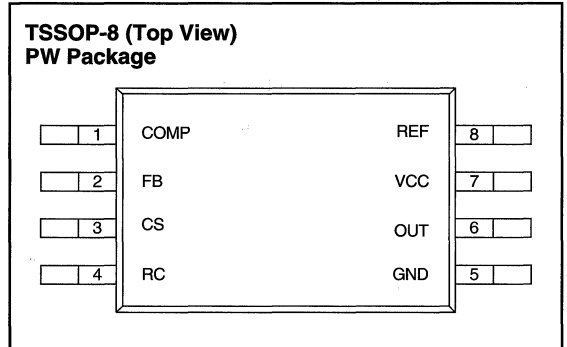 TSSOP-8 (Top View)
PW Package
1 COMP REF 8
2 FB VCC 7
3 CS OUT 6
4 RC GND 5